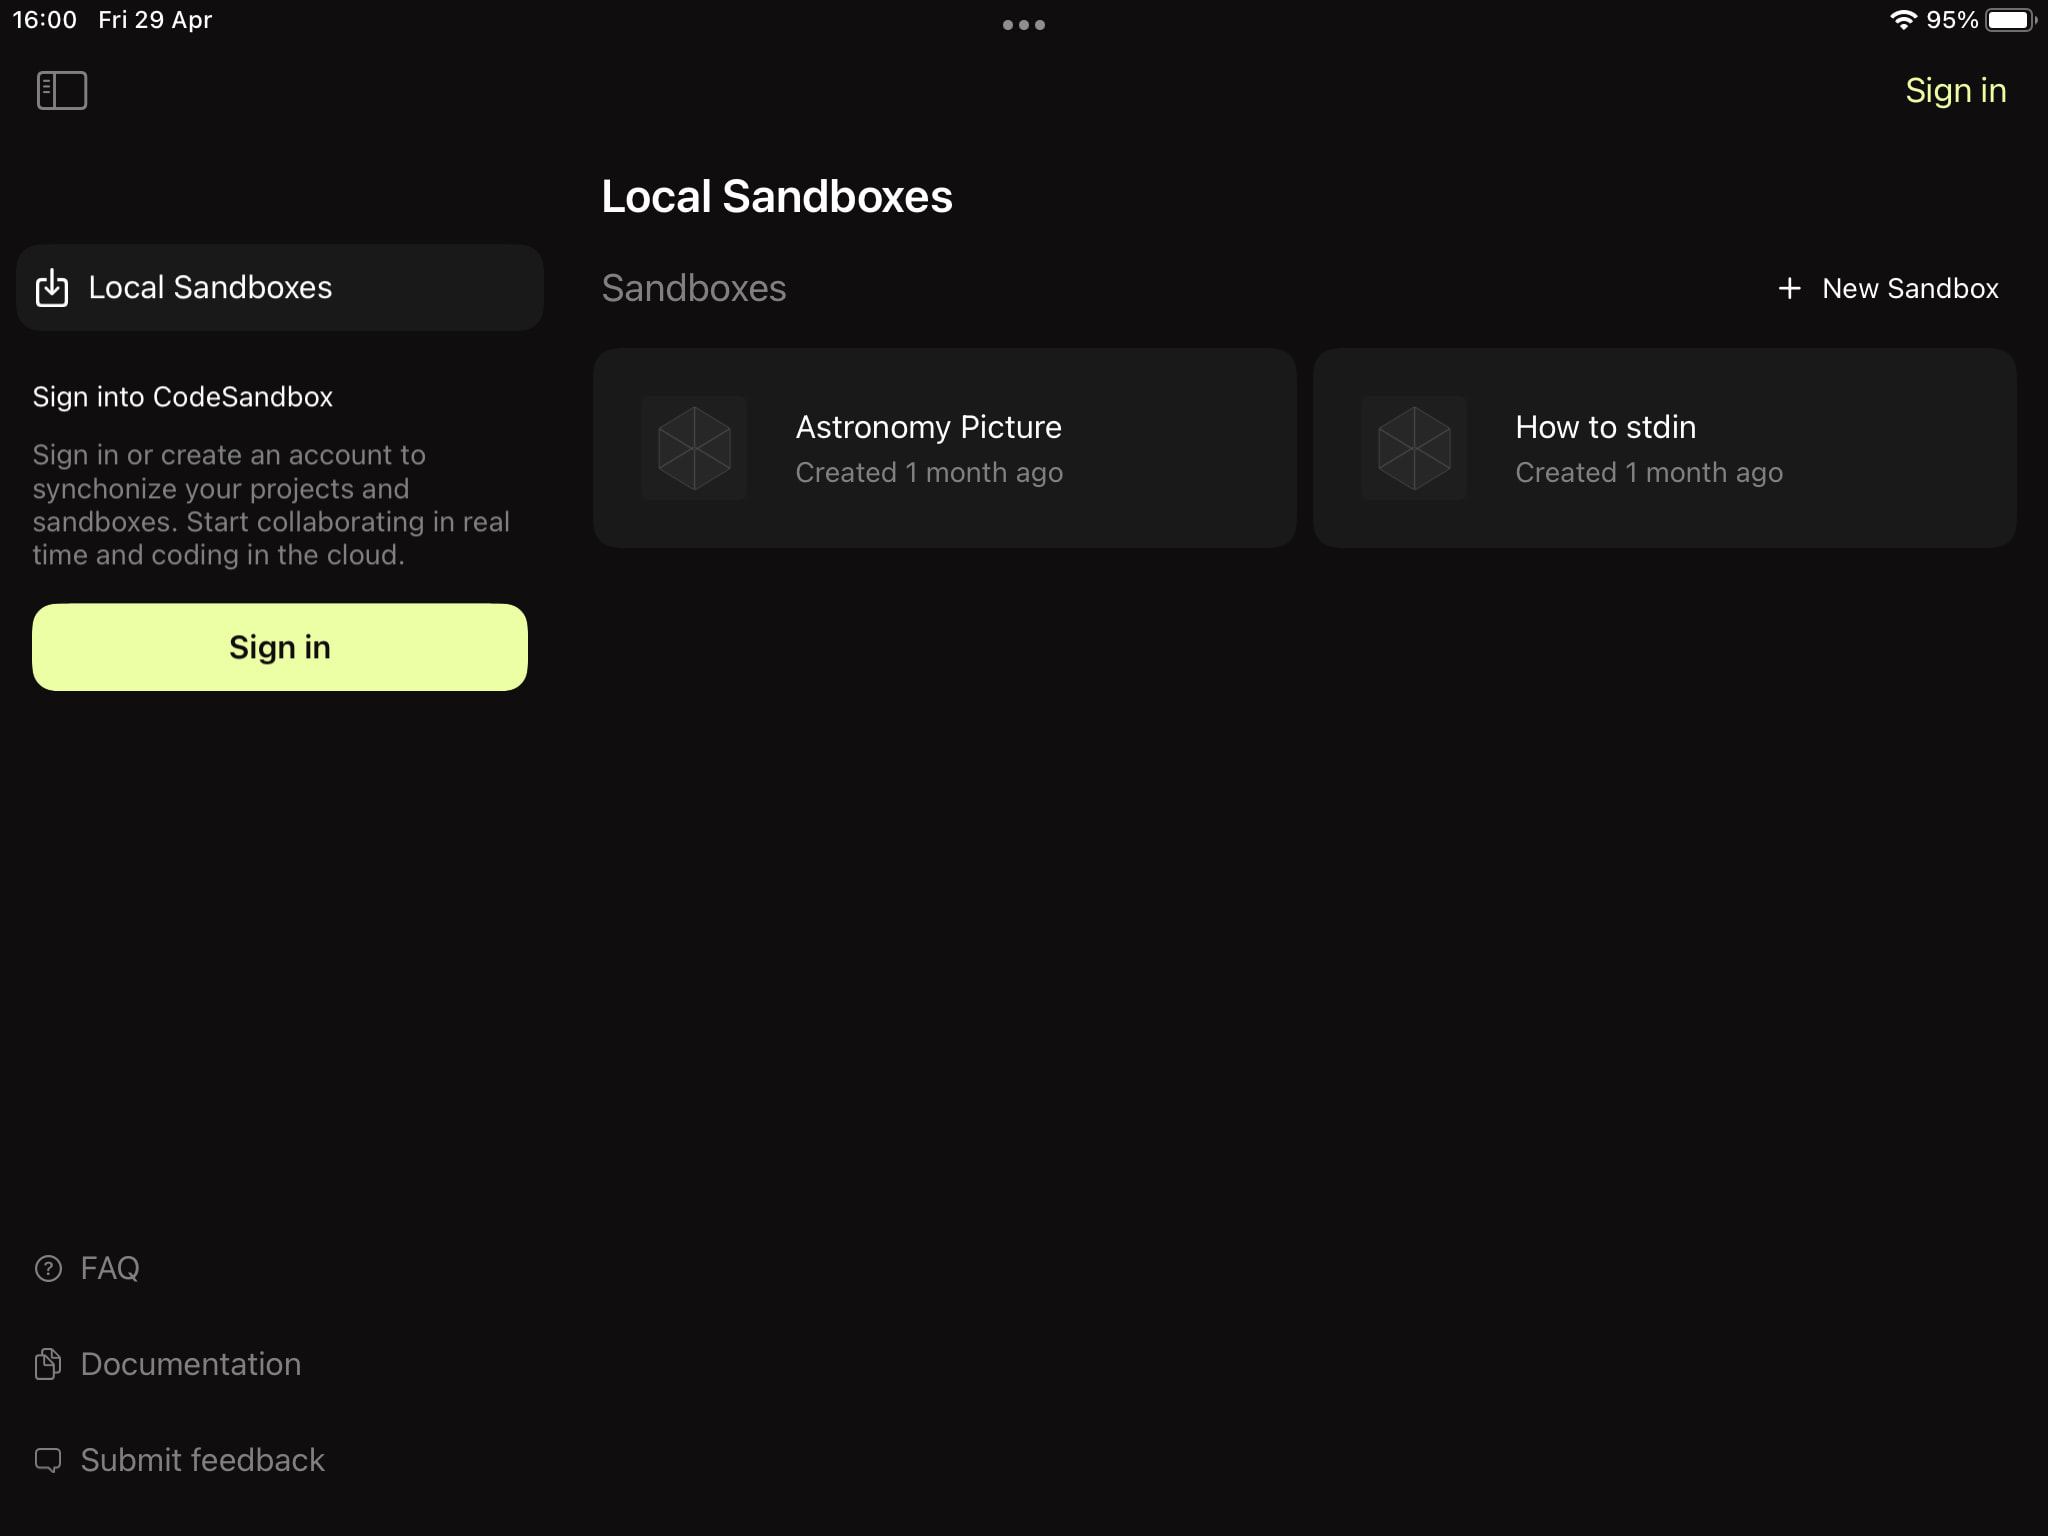 16:00 Fri 29 Apr
95%
Sign in
Local Sandboxes
Sign into CodeSandbox
Sign in or create an account to
synchonize your projects and
sandboxes. Start collaborating in real
time and coding in the cloud.
Sign in
FAQ
Documentation
Submit feedback
Local Sandboxes
Sandboxes
+ New Sandbox
Astronomy Picture
Created 1 month ago
How to stdin
Created 1 month ago